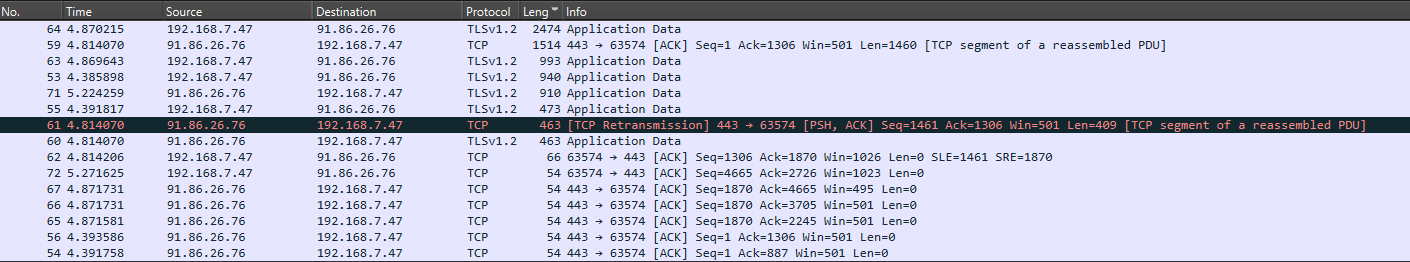 No. Time Source Destination Protocol Leng Info
64 4.870215 192.168.7.47 91.86.26.76 TLSv1.2 2474 Application Data
59 4.814070 91.86.26.76 192.168.7.47 TCP 1514 443 → 63574 [ACK] Seq=1 Ack=1306 Win=501 Len=1460 [TCP segment of a reassembled PDU]
63 4.869643 192.168.7.47 91.86.26.76 TLSv1.2 993 Application Data
53 4.385898 192.168.7.47 91.86.26.76 TLSv1.2 940 Application Data
71 5.224259 91.86.26.76 192.168.7.47 TLSv1.2 910 Application Data
55 4.391817 192.168.7.47 91.86.26.76 TLSv1.2 473 Application Data
61 4.814070 91.86.26.76 192.168.7.47 TCP 463 [TCP Retransmission] 443 → 63574 [PSH, ACK] Seq=1461 Ack=1306 Win=501 Len=409 [TCP segment of a reassembled PDU]
60 4.814070 91.86.26.76 192.168.7.47 TLSv1.2 463 Application Data
62 4.814206 192.168.7.47 91.86.26.76 TCP 66 63574 → 443 [ACK] Seq=1306 Ack=1870 Win=1026 Len=0 SLE=1461 SRE=1870
72 5.271625 192.168.7.47 91.86.26.76 TCP 54 63574 → 443 [ACK] Seq=4665 Ack=2726 Win=1023 Len=0
67 4.871731 91.86.26.76 192.168.7.47 TCP 54 443 → 63574 [ACK] Seq=1870 Ack=4665 Win=495 Len=0
66 4.871731 91.86.26.76 192.168.7.47 TCP 54 443 → 63574 [ACK] Seq=1870 Ack=3705 Win=501 Len=0
65 4.871581 91.86.26.76 192.168.7.47 TCP 54 443 → 63574 [ACK] Seq=1870 Ack=2245 Win=501 Len=0
56 4.393586 91.86.26.76 192.168.7.47 TCP 54 443 → 63574 [ACK] Seq=1 Ack=1306 Win=501 Len=0
54 4.391758 91.86.26.76 192.168.7.47 TCP 54 443 → 63574 [ACK] Seq=1 Ack=887 Win=501 Len=0